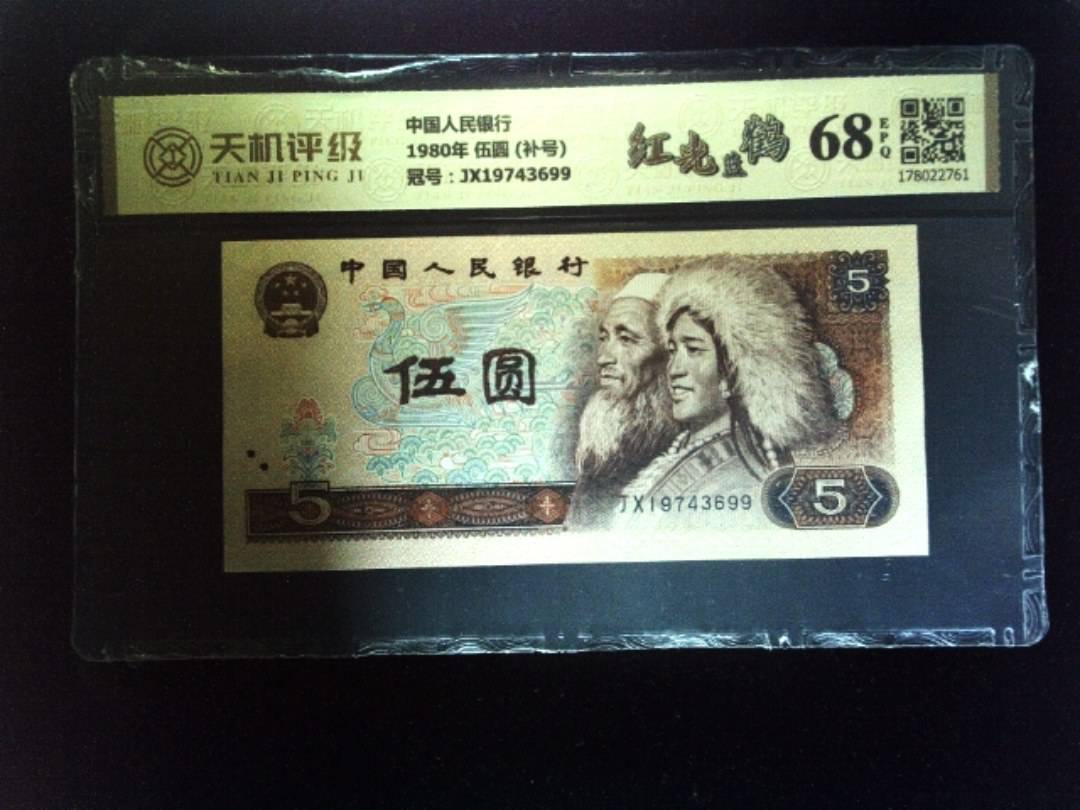 天机评级
TIAN JI PING JI
中国人民银行
1980年 伍圆 (补号)
冠号：JX19743699
红光蓝鹤
68
EPQ
178022761
中国人民银行
5
伍圆
5
JX19743699
5